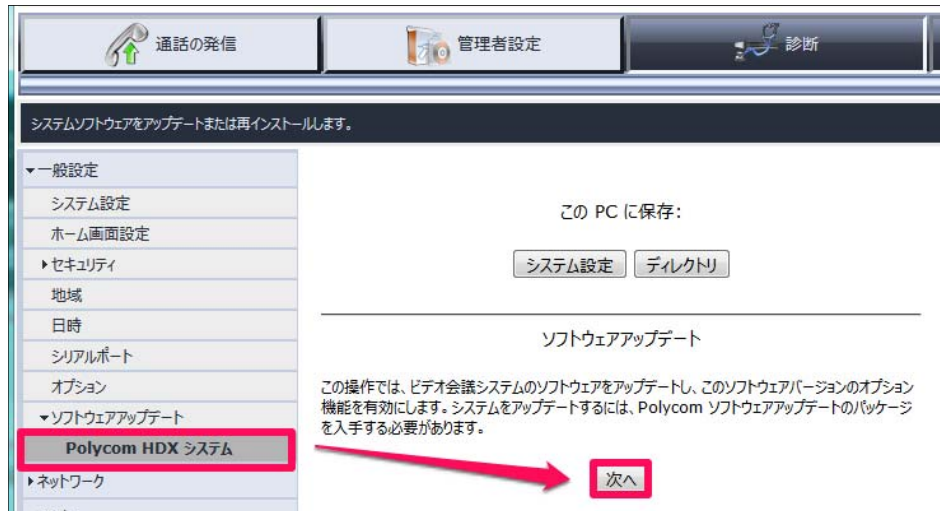 通話の発信
管理者設定
診断
システムソフトウェアをアップデートまたは再インストールします。
▾一般設定
システム設定
ホーム画面設定
▸セキュリティ
地域
日時
シリアルポート
オプション
▾ソフトウェアアップデート
Polycom HDX システム
▸ネットワーク
この PC に保存:
システム設定
ディレクトリ
ソフトウェアアップデート
この操作では、ビデオ会議システムのソフトウェアをアップデートし、このソフトウェアバージョンのオプション
機能を有効にします。システムをアップデートするには、Polycom ソフトウェアアップデートのパッケージ
を入手する必要があります。
次へ